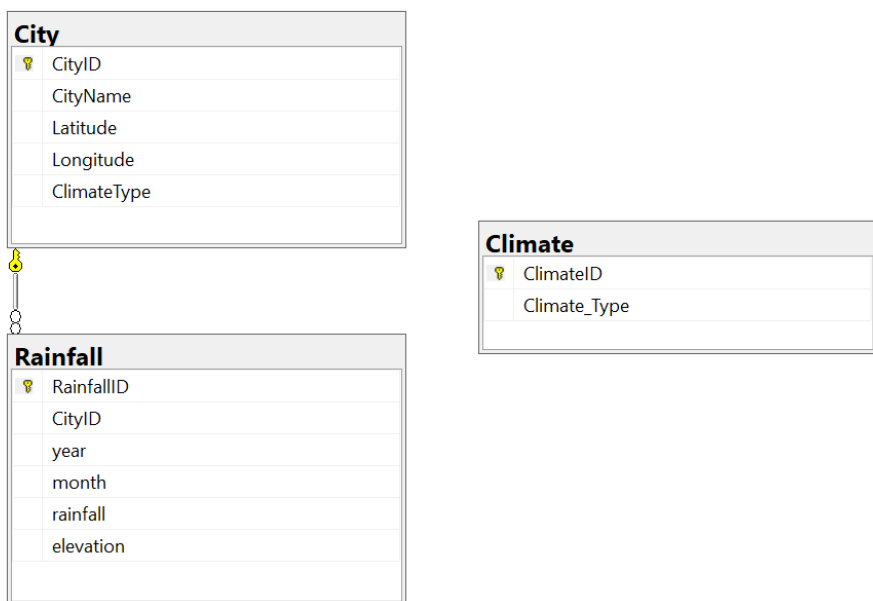 City
CityID
CityName
Latitude
Longitude
ClimateType
Climate
ClimateID
Climate_Type
Rainfall
RainfallID
CityID
year
month
rainfall
elevation